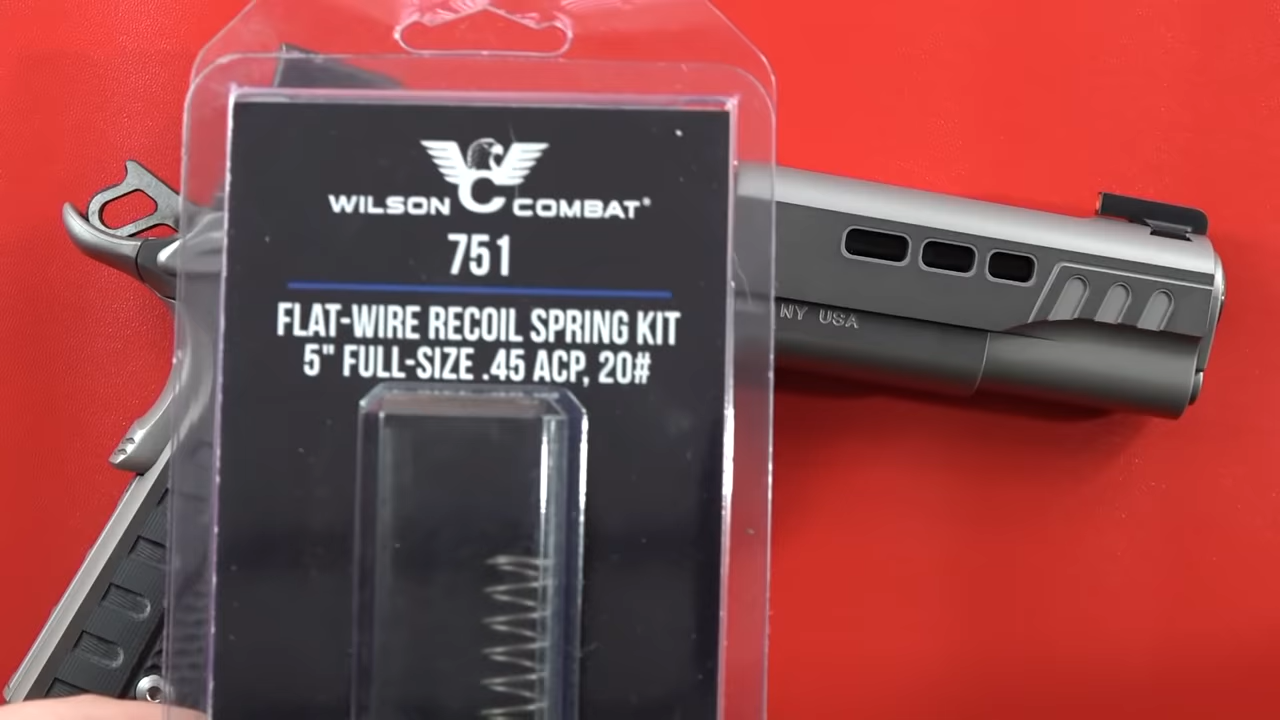 WILSON COMBAT®
751
FLAT-WIRE RECOIL SPRING KIT
5" FULL-SIZE .45 ACP, 20#
NY USA